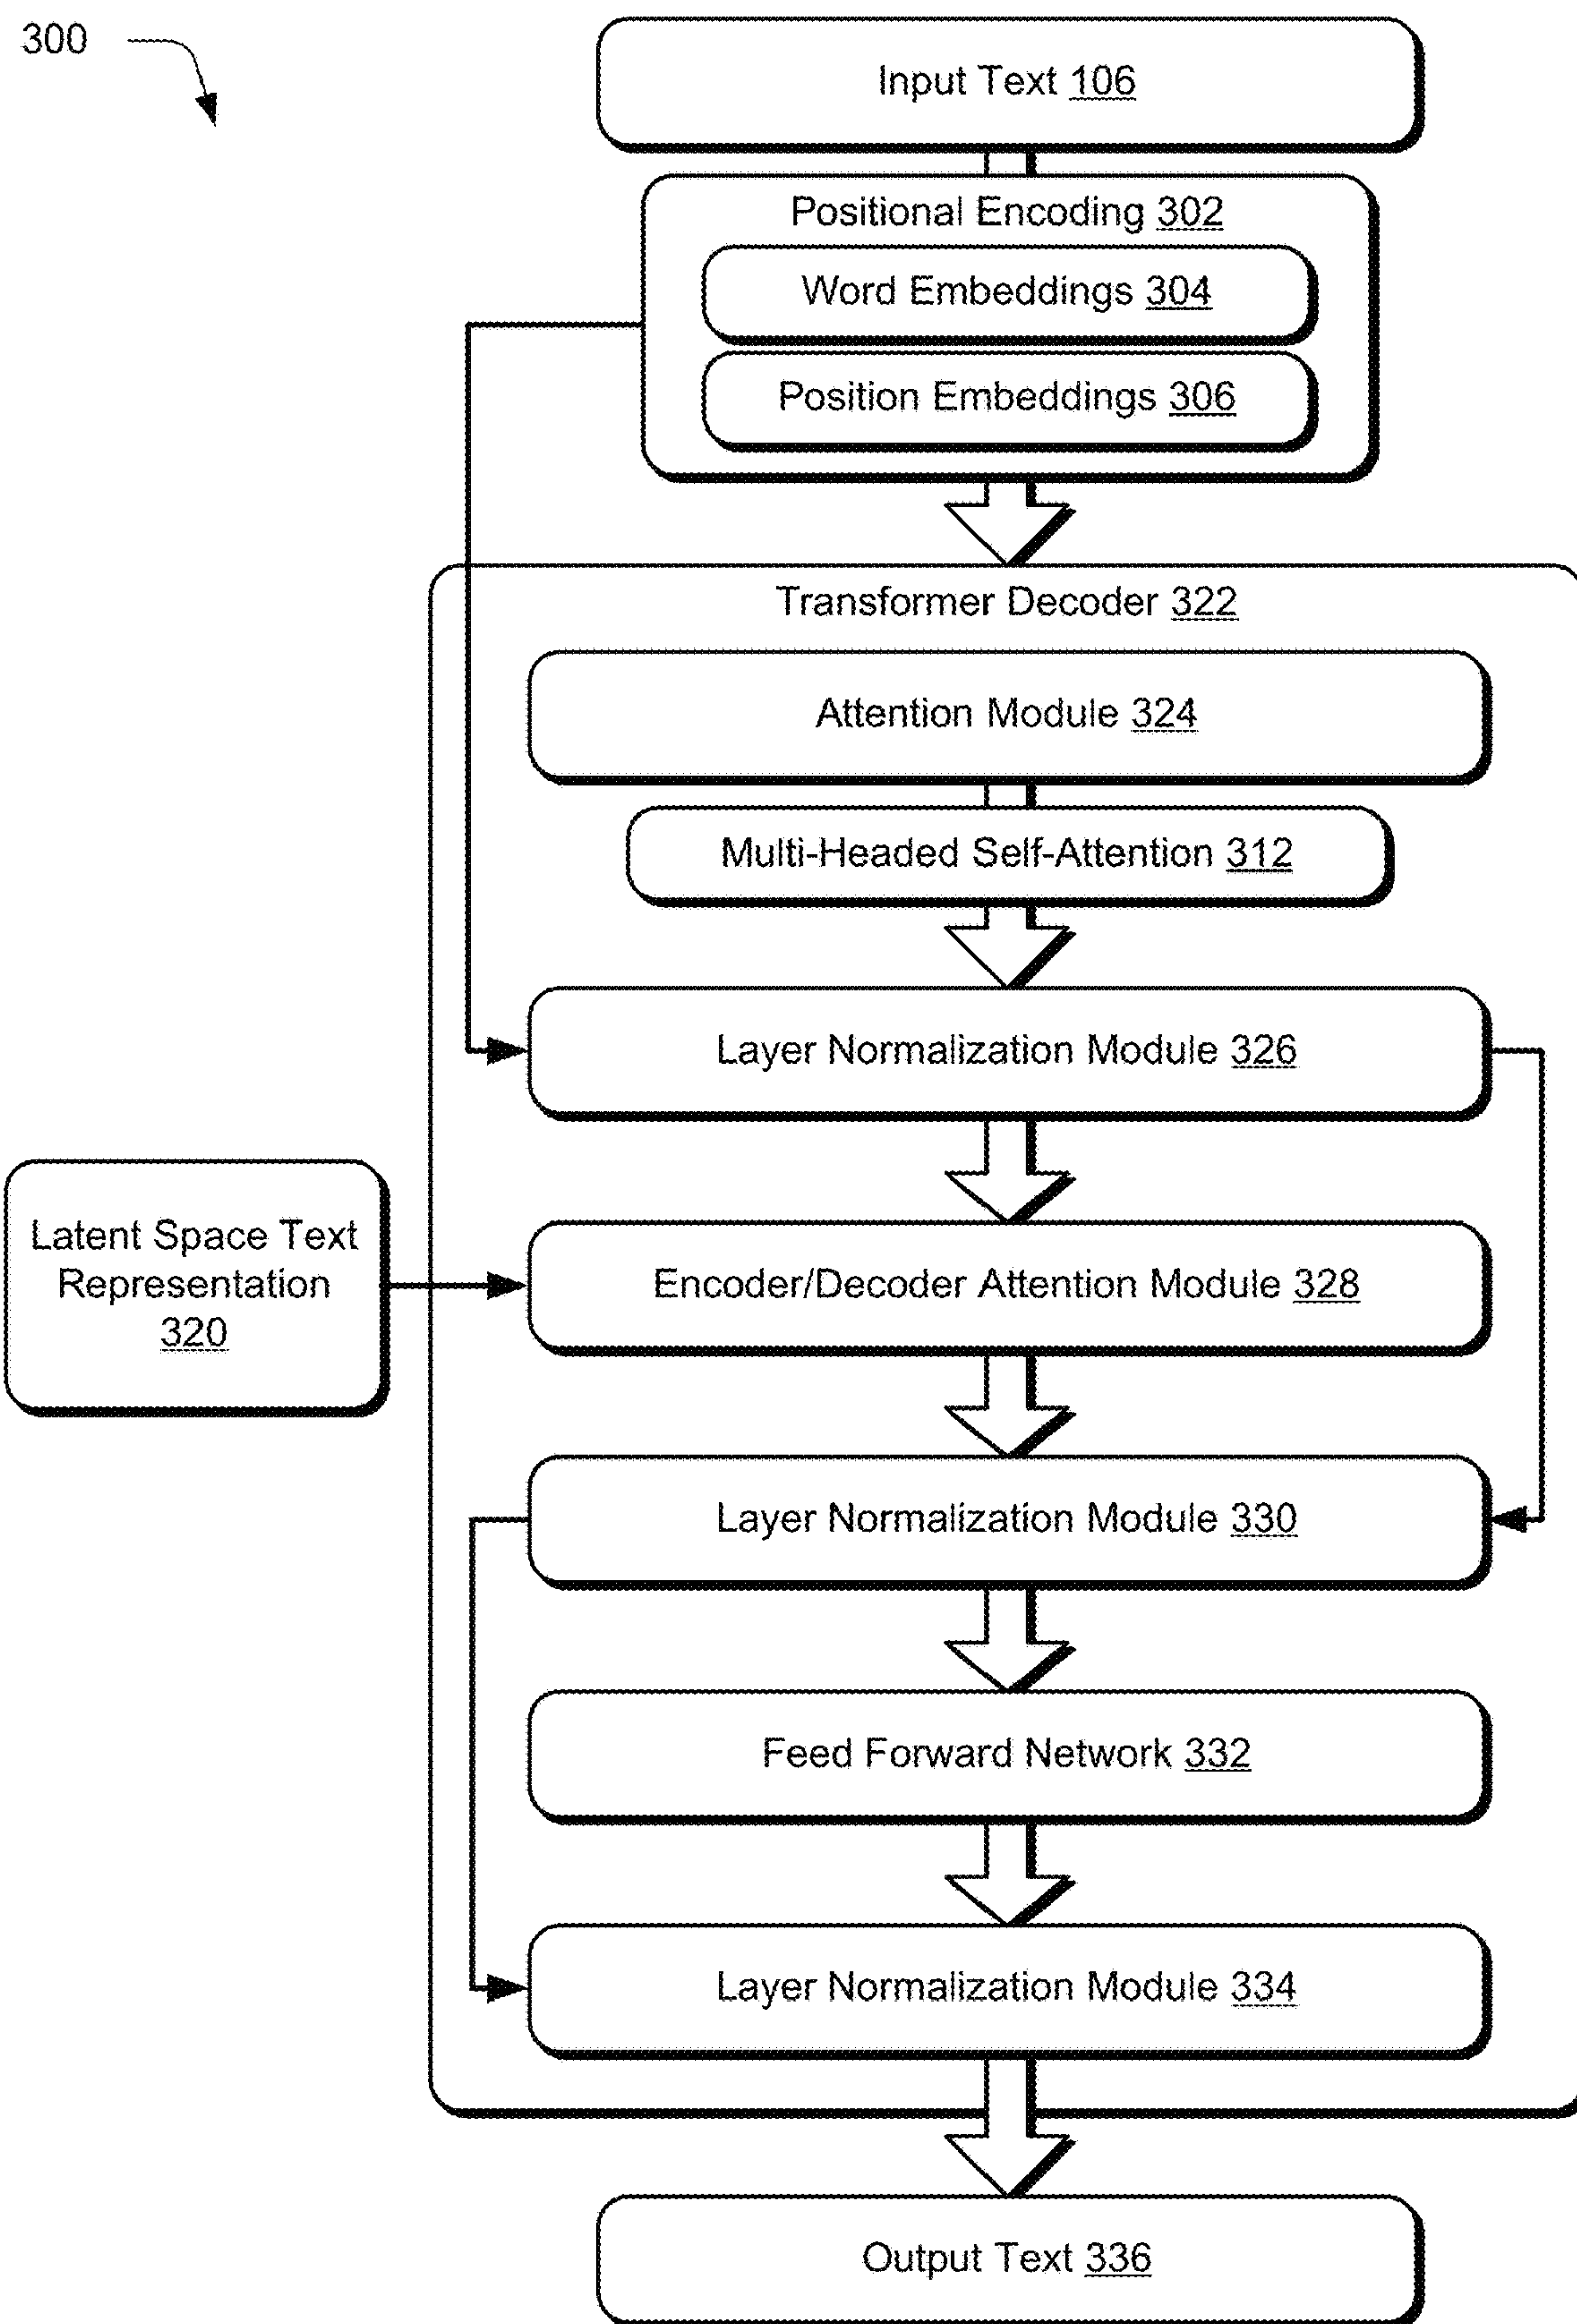 300
Input Text 106
Positional Encoding 302
Word Embeddings 304
Position Embeddings 306
Transformer Decoder 322
Attention Module 324
Multi-Headed Self-Attention 312
Layer Normalization Module 326
Latent Space Text
Representation
320
Encoder/Decoder Attention Module 328
Layer Normalization Module 330
Feed Forward Network 332
Layer Normalization Module 334
Output Text 336